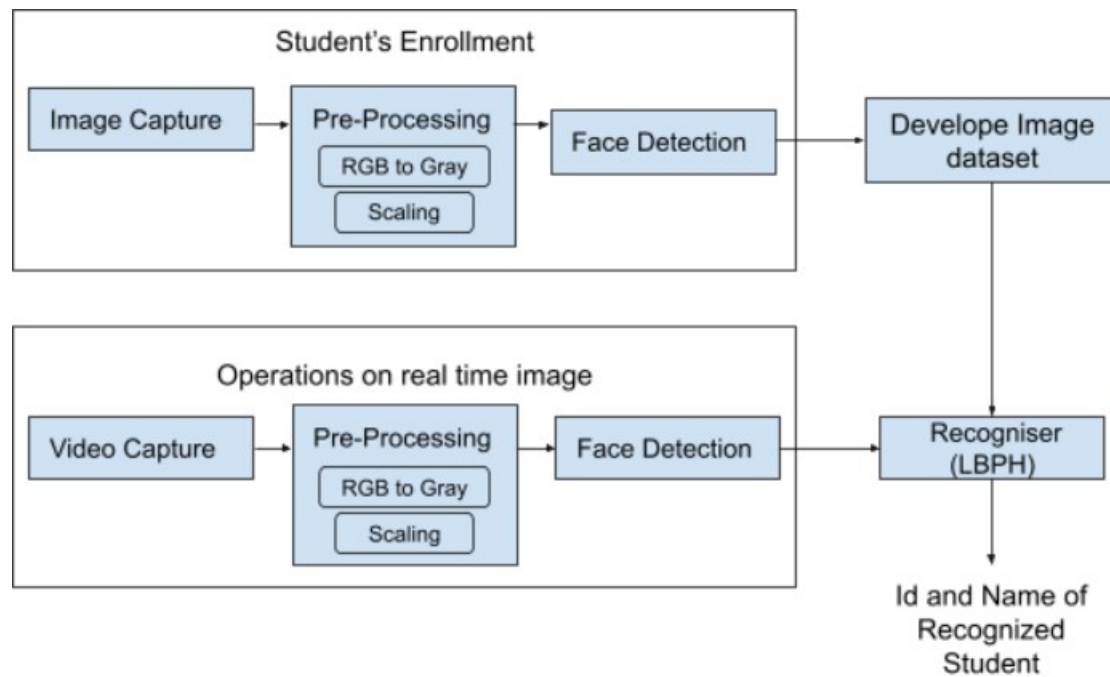 Student's Enrollment
Image Capture
Pre-Processing
RGB to Gray
Scaling
Face Detection
Develope Image
dataset
Operations on real time image
Video Capture
Pre-Processing
RGB to Gray
Scaling
Face Detection
Recogniser
(LBPH)
Id and Name of
Recognized
Student